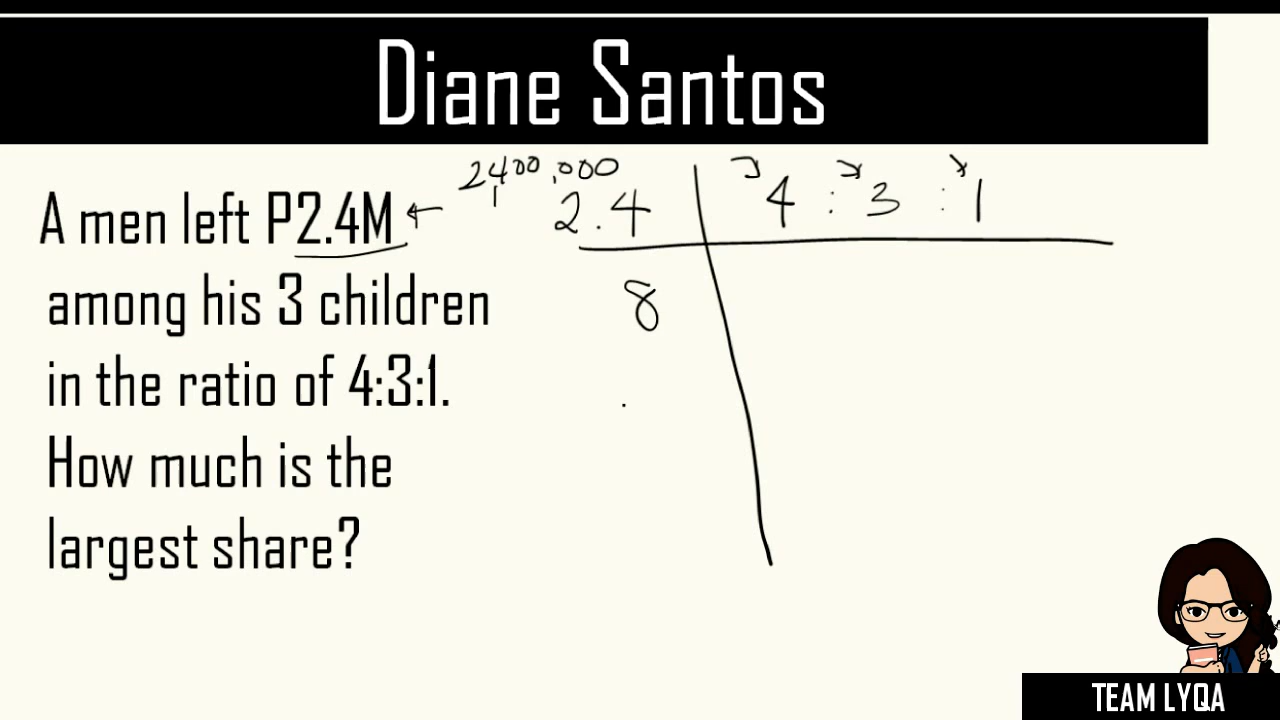 Diane Santos
2400,000
A men left P2.4M
2.4
4 : 3 : 1
among his 3 children
8
in the ratio of 4:3:1.
How much is the
largest share?
TEAM LYQA